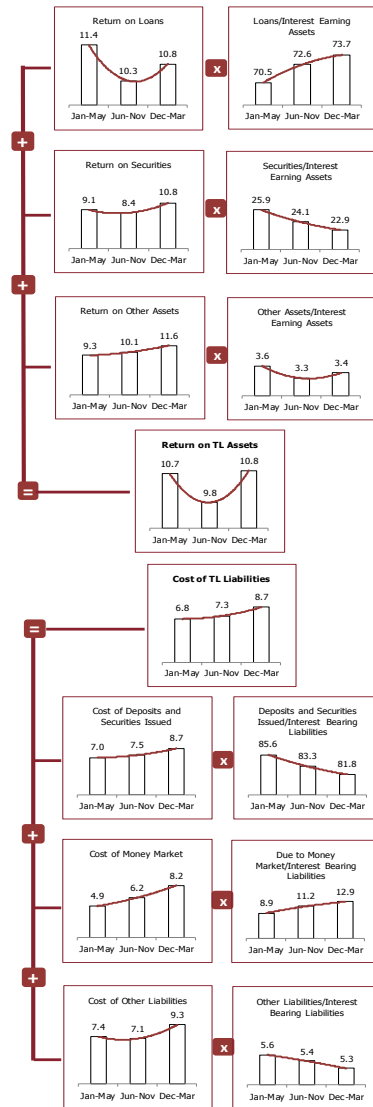 Return on Loans
11.4
10.3
10.8
Jan-May Jun-Nov Dec-Mar
x
Loans/Interest Earning
Assets
70.5
72.6
73.7
Jan-May Jun-Nov Dec-Mar
+
Return on Securities
9.1
8.4
10.8
Jan-May Jun-Nov Dec-Mar
x
Securities/Interest
Earning Assets
25.9
24.1
22.9
Jan-May Jun-Nov Dec-Mar
+
Return on Other Assets
9.3
10.1
11.6
Jan-May Jun-Nov Dec-Mar
x
Other Assets/Interest
Earning Assets
3.6
3.3
3.4
Jan-May Jun-Nov Dec-Mar
=
Return on TL Assets
10.7
9.8
10.8
Jan-May Jun-Nov Dec-Mar
=
Cost of TL Liabilities
6.8
7.3
8.7
Jan-May Jun-Nov Dec-Mar
Cost of Deposits and
Securities Issued
7.0
7.5
8.7
Jan-May Jun-Nov Dec-Mar
x
Deposits and Securities
Issued/Interest Bearing
Liabilities
85.6
83.3
81.8
Jan-May Jun-Nov Dec-Mar
+
Cost of Money Market
4.9
6.2
8.2
Jan-May Jun-Nov Dec-Mar
x
Due to Money
Market/Interest Bearing
Liabilities
8.9
11.2
12.9
Jan-May Jun-Nov Dec-Mar
+
Cost of Other Liabilities
7.4
7.1
9.3
Jan-May Jun-Nov Dec-Mar
x
Other Liabilities/Interest
Bearing Liabilities
5.6
5.4
5.3
Jan-May Jun-Nov Dec-Mar